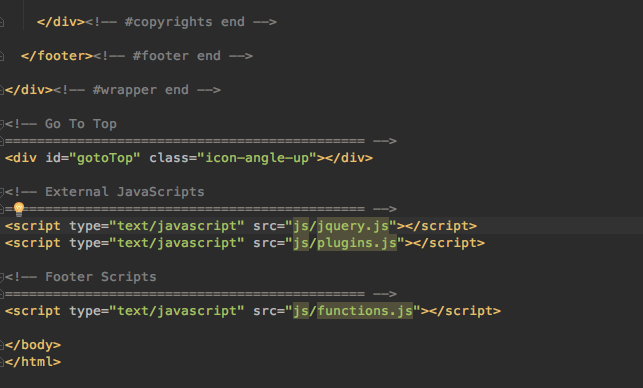 </div><!-- #copyrights end -->
</footer><!-- #footer end -->
</div><!-- #wrapper end -->
<!-- Go To Top
============================================= -->
<div id="gotoTop" class="icon-angle-up"></div>
<!-- External JavaScripts
============================================= -->
<script type="text/javascript" src="js/jquery.js"></script>
<script type="text/javascript" src="js/plugins.js"></script>
<!-- Footer Scripts
============================================= -->
<script type="text/javascript" src="js/functions.js"></script>
</body>
</html>